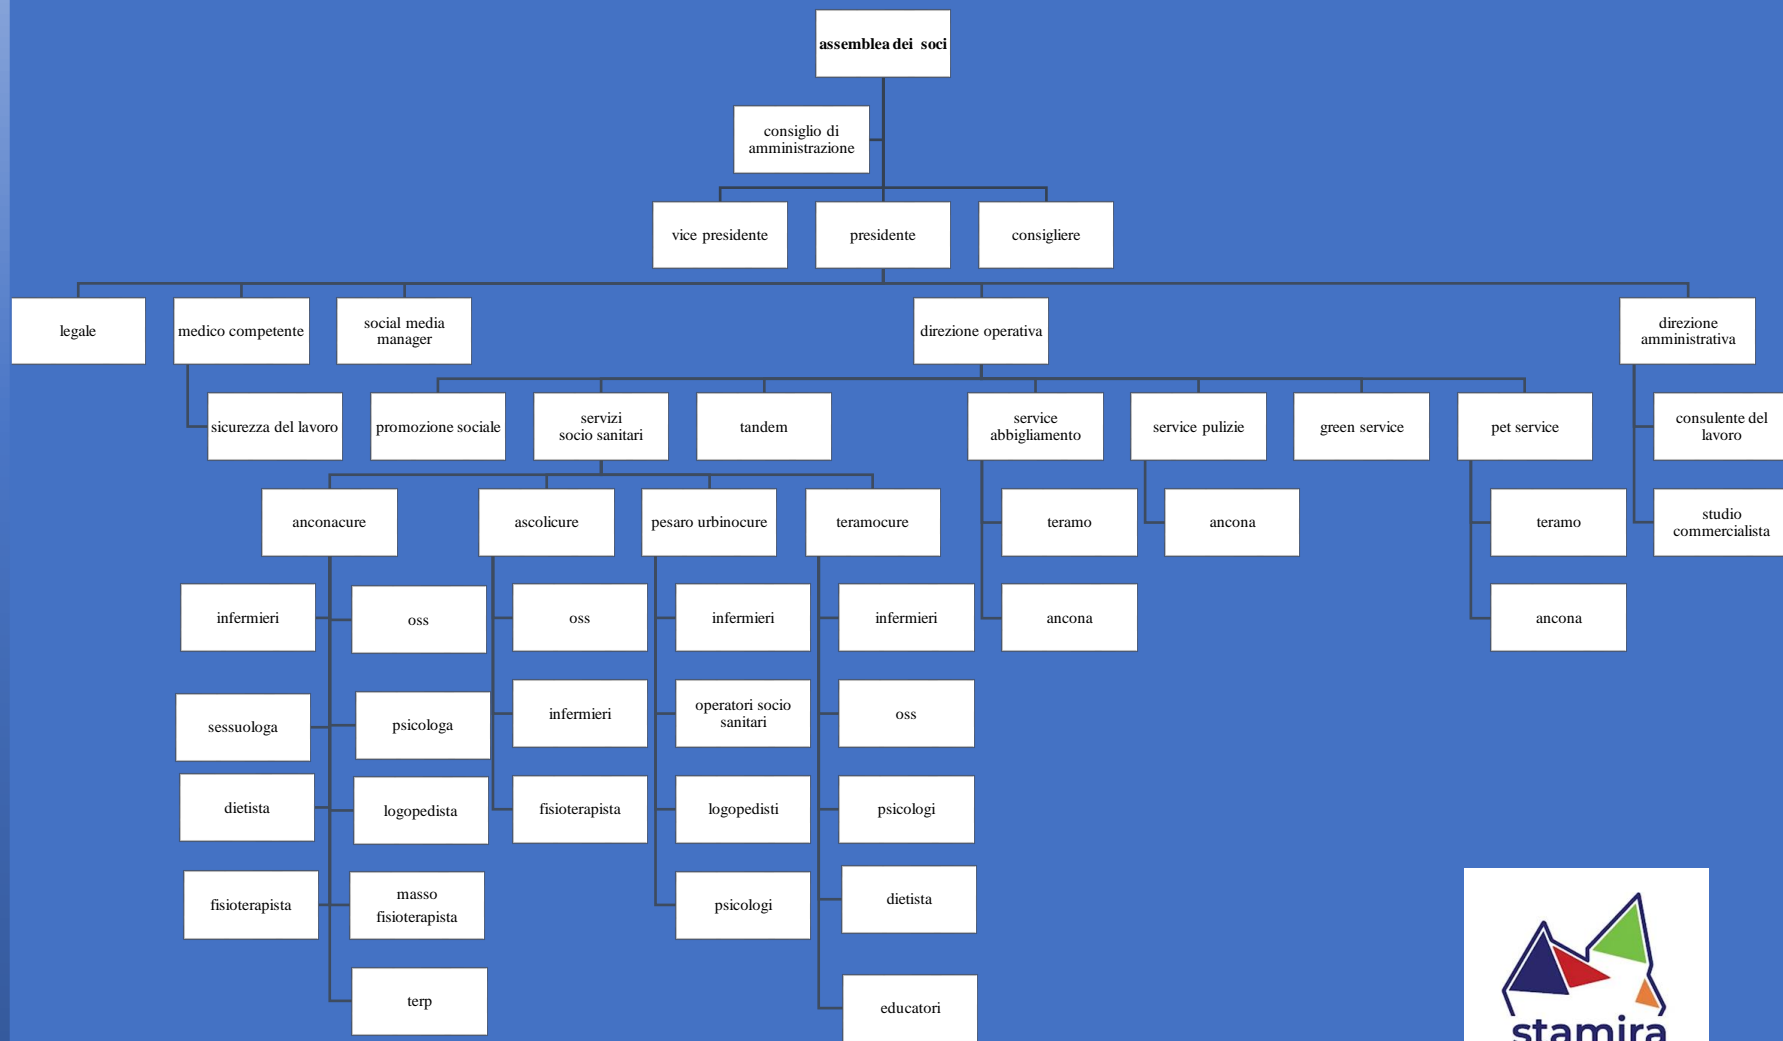 assemblea dei soci
consiglio di
amministrazione
vice presidente
presidente
consigliere
legale
medico competente
social media
manager
direzione operativa
direzione
amministrativa
sicurezza del lavoro
promozione sociale
servizi
socio sanitari
tandem
service
abbigliamento
service pulizie
green service
pet service
consulente del
lavoro
anconacure
ascolicure
pesaro urbinocure
teramocure
teramo
ancona
teramo
studio
commercialista
infermieri
oss
oss
infermieri
infermieri
ancona
ancona
sessuologa
psicologa
infermieri
operatori socio
sanitari
oss
dietista
logopedista
fisioterapista
logopedisti
psicologi
fisioterapista
masso
fisioterapista
psicologi
dietista
terp
educatori
stamira